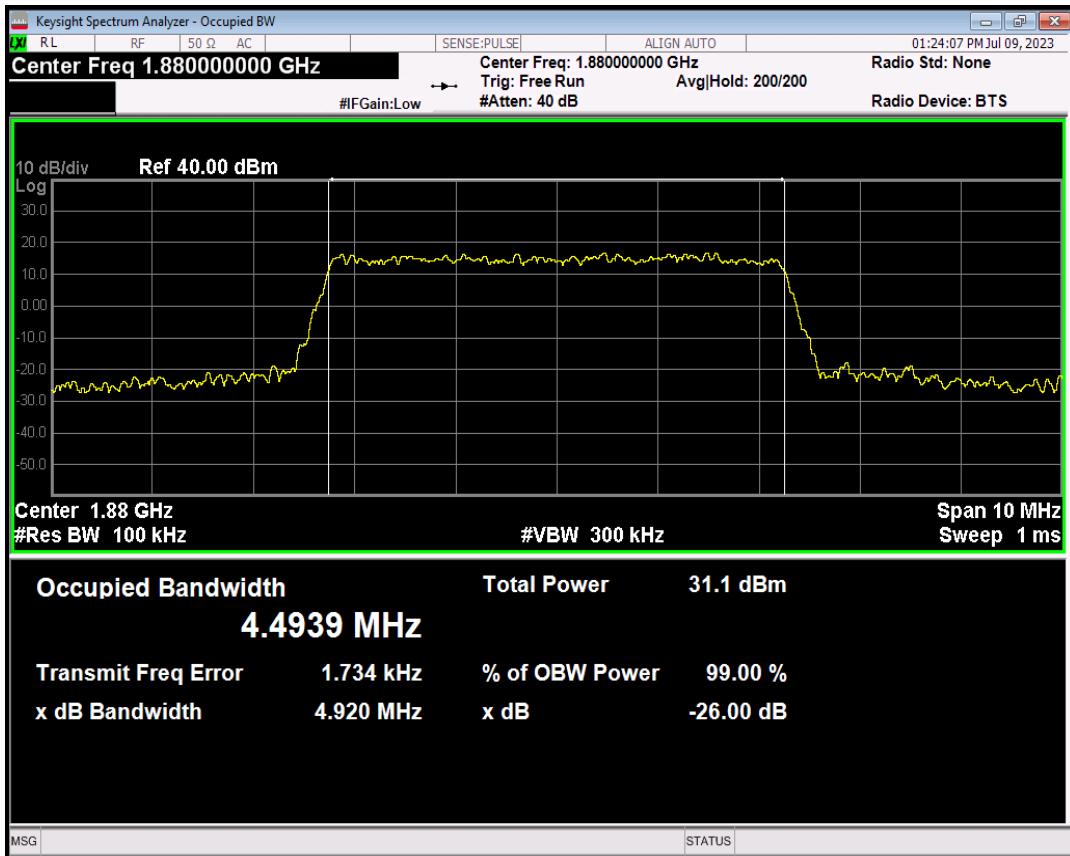 Keysight Spectrum Analyzer - Occupied BW
LXI RL RF 50 Ω AC SENSE:PULSE ALIGN AUTO 01:24:07 PM Jul 09, 2023
Center Freq 1.880000000 GHz Center Freq: 1.880000000 GHz Radio Std: None
Trig: Free Run Avg|Hold: 200/200
#IFGain:Low #Atten: 40 dB Radio Device: BTS
10 dB/div Ref 40.00 dBm
Log
30.0
20.0
10.0
0.00
-10.0
-20.0
-30.0
-40.0
-50.0
Center 1.88 GHz Span 10 MHz
#Res BW 100 kHz #VBW 300 kHz Sweep 1 ms
Occupied Bandwidth Total Power 31.1 dBm
4.4939 MHz
Transmit Freq Error 1.734 kHz % of OBW Power 99.00 %
x dB Bandwidth 4.920 MHz x dB -26.00 dB
MSG STATUS